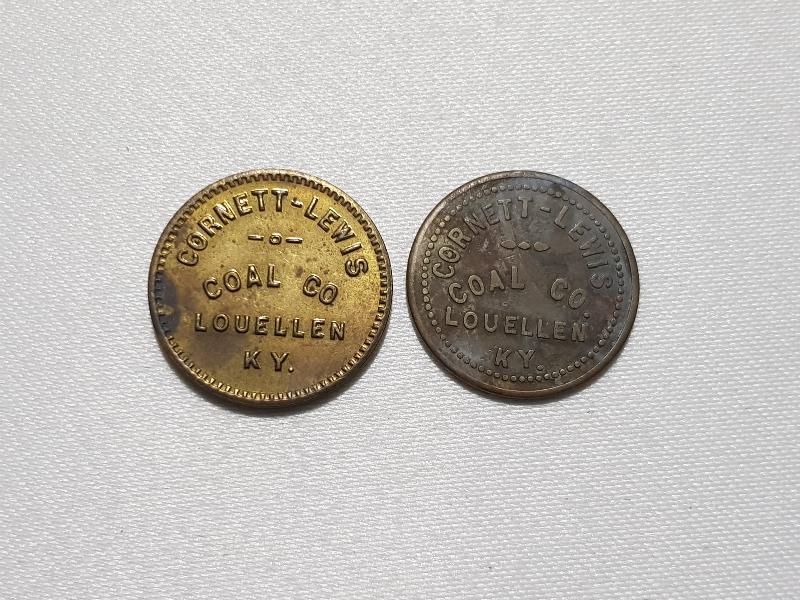 CORNETT-LEWIS
-o-
COAL CO
LOUELLEN
KY.
CORNETT-LEWIS
COAL CO.
LOUELLEN
KY.